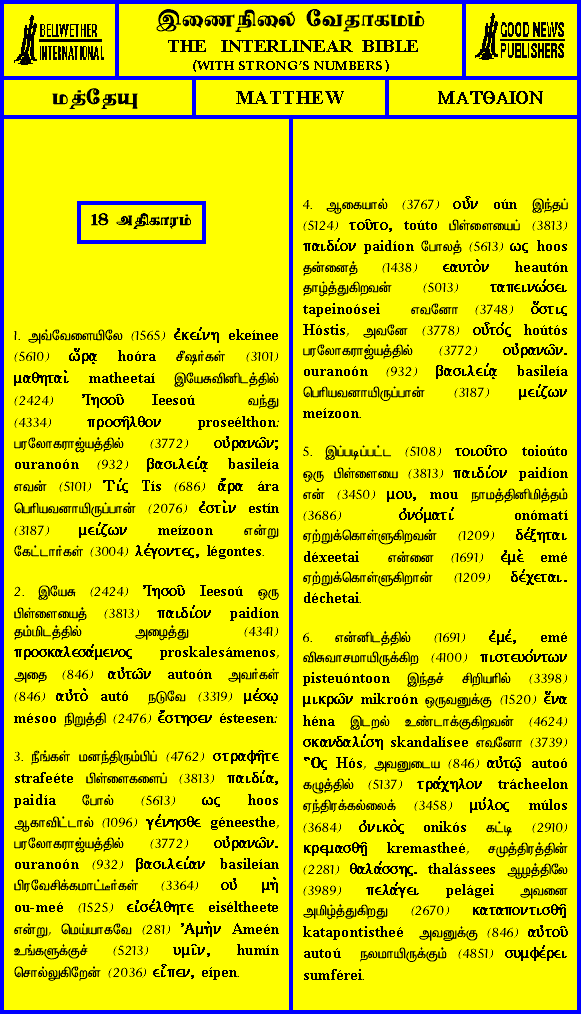 BELLWETHER
INTERNATIONAL
இணைநிலை வேதாகமம்
THE INTERLINEAR BIBLE
(WITH STRONG'S NUMBERS)
GOOD NEWS
PUBLISHERS
மத்தேயு
MATTHEW
ΜΑΤΘΑΙΟΝ
18 அதிகாரம்
1. அவ்வேளையிலே (1565) ἐκείνη ekeínee
(5610) ὥρᾳ hoóra சீஷர்கள் (3101)
μαθηταὶ matheetaí இயேசுவினிடத்தில்
(2424) Ἰησοῦ Ieesoú வந்து
(4334) προσῆλθον proseélthon:
பரலோகராஜ்யத்தில் (3772) οὐρανῶν;
ouranoón (932) βασιλείᾳ basileía
எவன் (5101) Τίς Tís (686) ἄρα ára
பெரியவனாயிருப்பான் (2076) ἐστὶν estín
(3187) μείζων meízoon என்று
கேட்டார்கள் (3004) λέγοντες, légontes.
2. இயேசு (2424) Ἰησοῦ Ieesoú ஒரு
பிள்ளையைத் (3813) παιδίον paidíon
தம்மிடத்தில் அழைத்து (4341)
προσκαλεσάμενος proskalesámenos,
அதை (846) αὐτῶν autoón அவர்கள்
(846) αὐτὸ autó நடுவே (3319) μέσῳ
mésoo நிறுத்தி (2476) ἔστησεν ésteesen:
3. நீங்கள் மனந்திரும்பிப் (4762) στραφῆτε
strafeéte பிள்ளைகளைப் (3813) παιδία,
paidía போல் (5613) ως hoos
ஆகாவிட்டால் (1096) γένησθε géneesthe,
பரலோகராஜ்யத்தில் (3772) οὐρανῶν.
ouranoón (932) βασιλείαν basileían
பிரவேசிக்கமாட்டீர்கள் (3364) οὐ μὴ
ou-meé (1525) εἰσέλθητε eiséltheete
என்று, மெய்யாகவே (281) Ἀμὴν Ameén
உங்களுக்குச் (5213) υμῖν, humín
சொல்லுகிறேன் (2036) εἶπεν, eípen.
4. ஆகையால் (3767) οὖν oún இந்தப்
(5124) τοῦτο, toúto பிள்ளையைப் (3813)
παιδίον paidíon போலத் (5613) ως hoos
தன்னைத் (1438) εαυτὸν heautón
தாழ்த்துகிறவன் (5013) ταπεινώσει
tapeinoósei எவனோ (3748) ὅστις
Hóstis, அவனே (3778) οὗτός hoútós
பரலோகராஜ்யத்தில் (3772) οὐρανῶν.
ouranoón (932) βασιλείᾳ basileía
பெரியவனாயிருப்பான் (3187) μείζων
meízoon.
5. இப்படிப்பட்ட (5108) τοιοῦτο toioúto
ஒரு பிள்ளையை (3813) παιδίον paidíon
என் (3450) μου, mou நாமத்தினிமித்தம்
(3686) ὀνόματί onómatí
ஏற்றுக்கொள்ளுகிறவன் (1209) δέξηται
déxeetai என்னை (1691) ἐμὲ emé
ஏற்றுக்கொள்ளுகிறான் (1209) δέχεται.
déchetai.
6. என்னிடத்தில் (1691) ἐμέ, emé
விசுவாசமாயிருக்கிற (4100) πιστευόντων
pisteuóntoon இந்தச் சிறியரில் (3398)
μικρῶν mikroón ஒருவனுக்கு (1520) ἕνα
héna இடறல் உண்டாக்குகிறவன் (4624)
σκανδαλίση skandalísee எவனோ (3739)
Ὃς Hós, அவனுடைய (846) αὐτῷ autoó
கழுத்தில் (5137) τράχηλον trácheelon
ஏந்திரக்கல்லைக் (3458) μύλος múlos
(3684) ὀνικὸς onikós கட்டி (2910)
κρεμασθῆ kremastheé, சமுத்திரத்தின்
(2281) θαλάσσης. thalássees ஆழத்திலே
(3989) πελάγει pelágei அவனை
அமிழ்த்துகிறது (2670) καταποντισθῆ
katapontistheé அவனுக்கு (846) αὐτοῦ
autoú நலமாயிருக்கும் (4851) συμφέρει
sumférei.